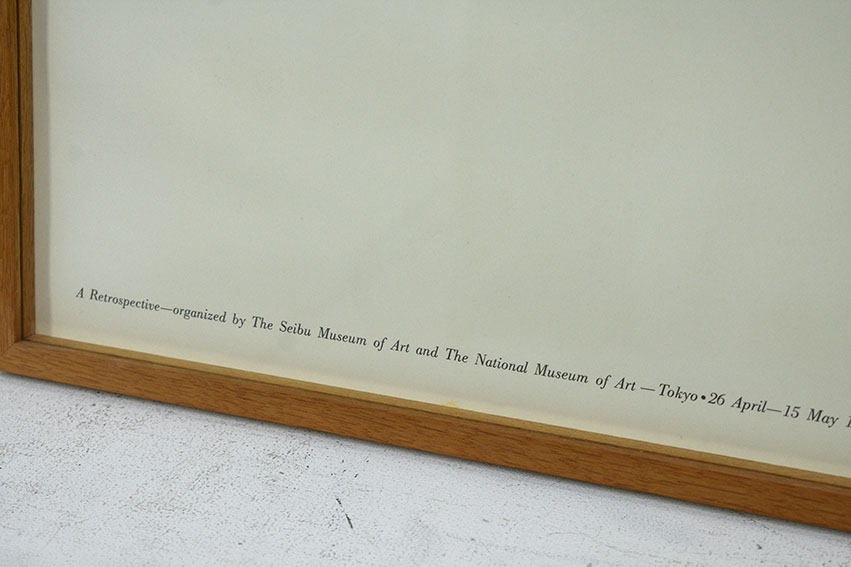 A Retrospective—organized by The Seibu Museum of Art and The National Museum of Art—Tokyo•26 April—15 May